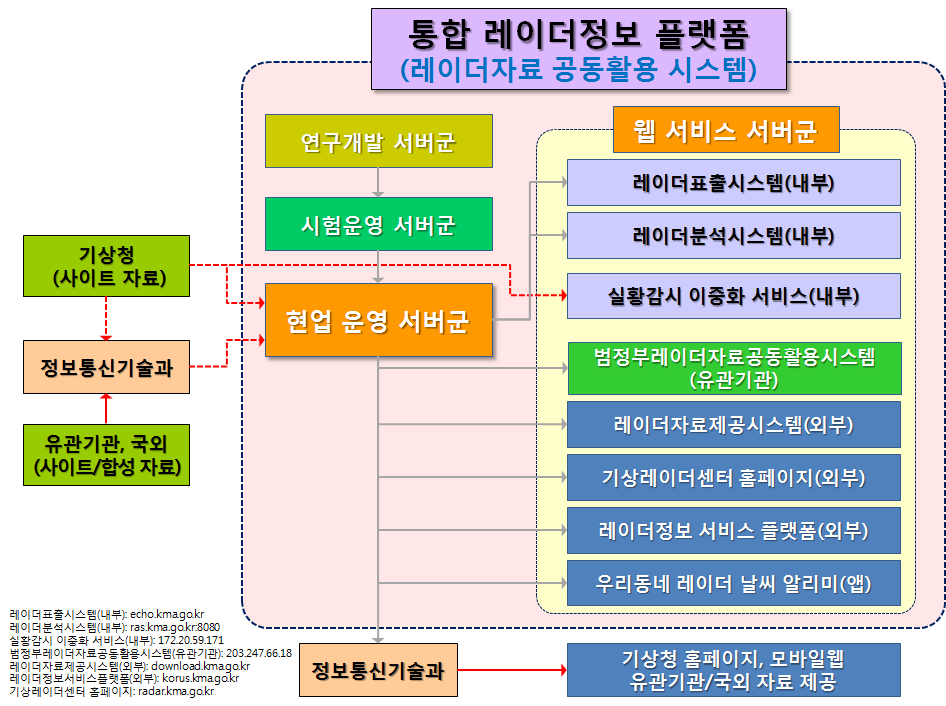 통합 레이더정보 플랫폼
(레이더자료 공동활용 시스템)
연구개발 서버군
시험운영 서버군
현업 운영 서버군
기상청
(사이트 자료)
정보통신기술과
유관기관, 국외
(사이트/합성 자료)
웹 서비스 서버군
레이더표출시스템(내부)
레이더분석시스템(내부)
실황감시 이중화 서비스(내부)
범정부레이더자료공동활용시스템
(유관기관)
레이더자료제공시스템(외부)
기상레이더센터 홈페이지(외부)
레이더정보 서비스 플랫폼(외부)
우리동네 레이더 날씨 알리미(앱)
정보통신기술과
기상청 홈페이지, 모바일웹
유관기관/국외 자료 제공
레이더표출시스템(내부): echo.kma.go.kr
레이더분석시스템(내부): ras.kma.go.kr:8080
실황감시 이중화 서비스(내부): 172.20.59.171
범정부레이더자료공동활용시스템(유관기관): 203.247.66.18
레이더자료제공시스템(외부): download.kma.go.kr
레이더정보서비스플랫폼(외부): korus.kma.go.kr
기상레이더센터 홈페이지: radar.kma.go.kr